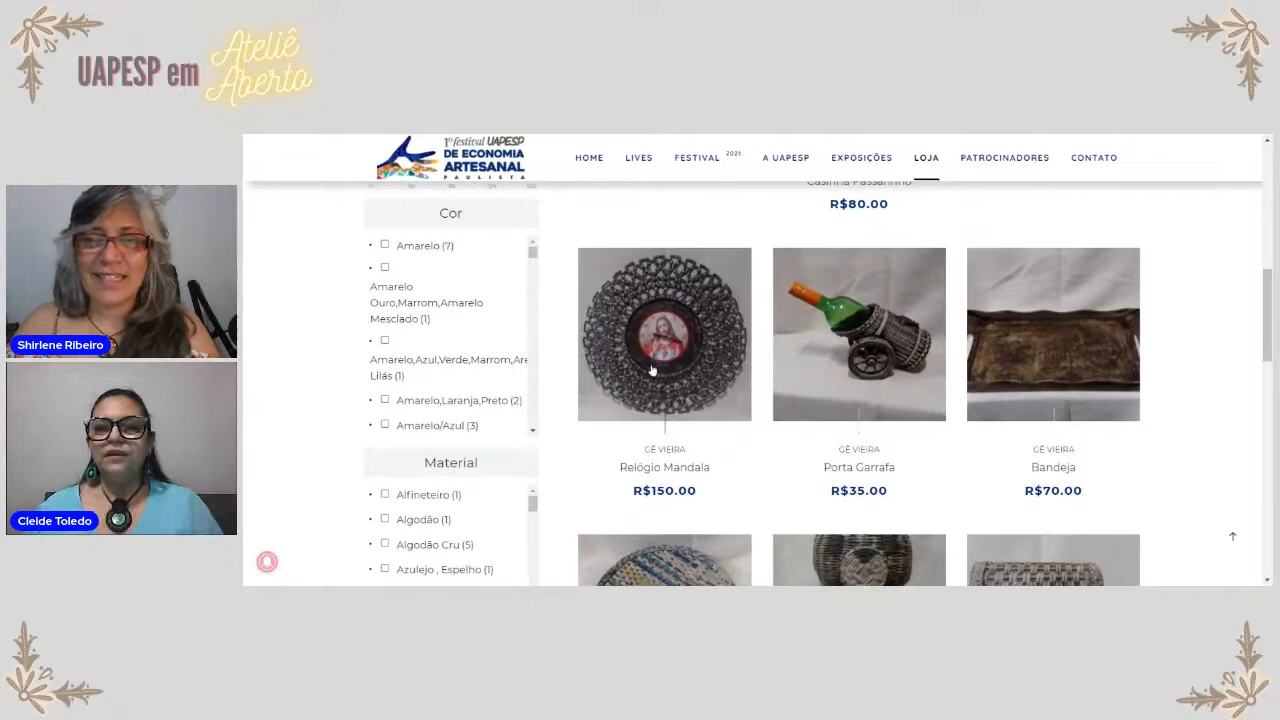 UAPESP em
Ateliê
Aberto
1º festival UAPESP
DE ECONOMIA
ARTESANAL
PAULISTA
HOME
LIVES
FESTIVAL 2021
A UAPESP
EXPOSIÇÕES
LOJA
PATROCINADORES
CONTATO
Shirlene Ribeiro
Cleide Toledo
Cor
Amarelo (7)
Amarelo
Ouro,Marrom,Amarelo
Mesclado (1)
Amarelo,Azul,Verde,Marrom,Are
Lilás (1)
Amarelo,Laranja,Preto (2)
Amarelo/Azul (3)
Material
Alfineteiro (1)
Algodão (1)
Algodão Cru (5)
Azulejo , Espelho (1)
Casinha Passarinho
R$80.00
GÊ VIEIRA
Relógio Mandala
R$150.00
GÊ VIEIRA
Porta Garrafa
R$35.00
GÊ VIEIRA
Bandeja
R$70.00